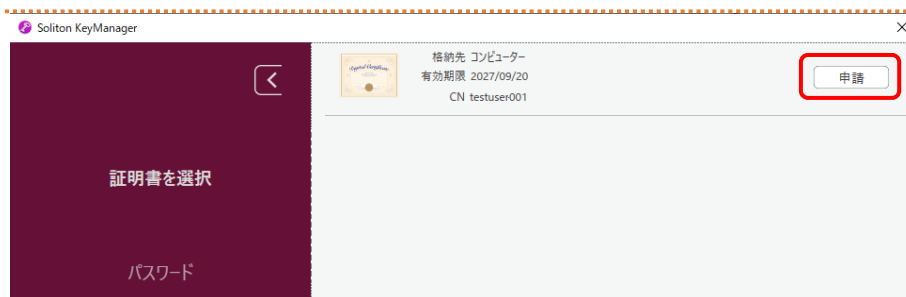 Soliton KeyManager
格納先 コンピューター
有効期限 2027/09/20
CN testuser001
申請
証明書を選択
パスワード